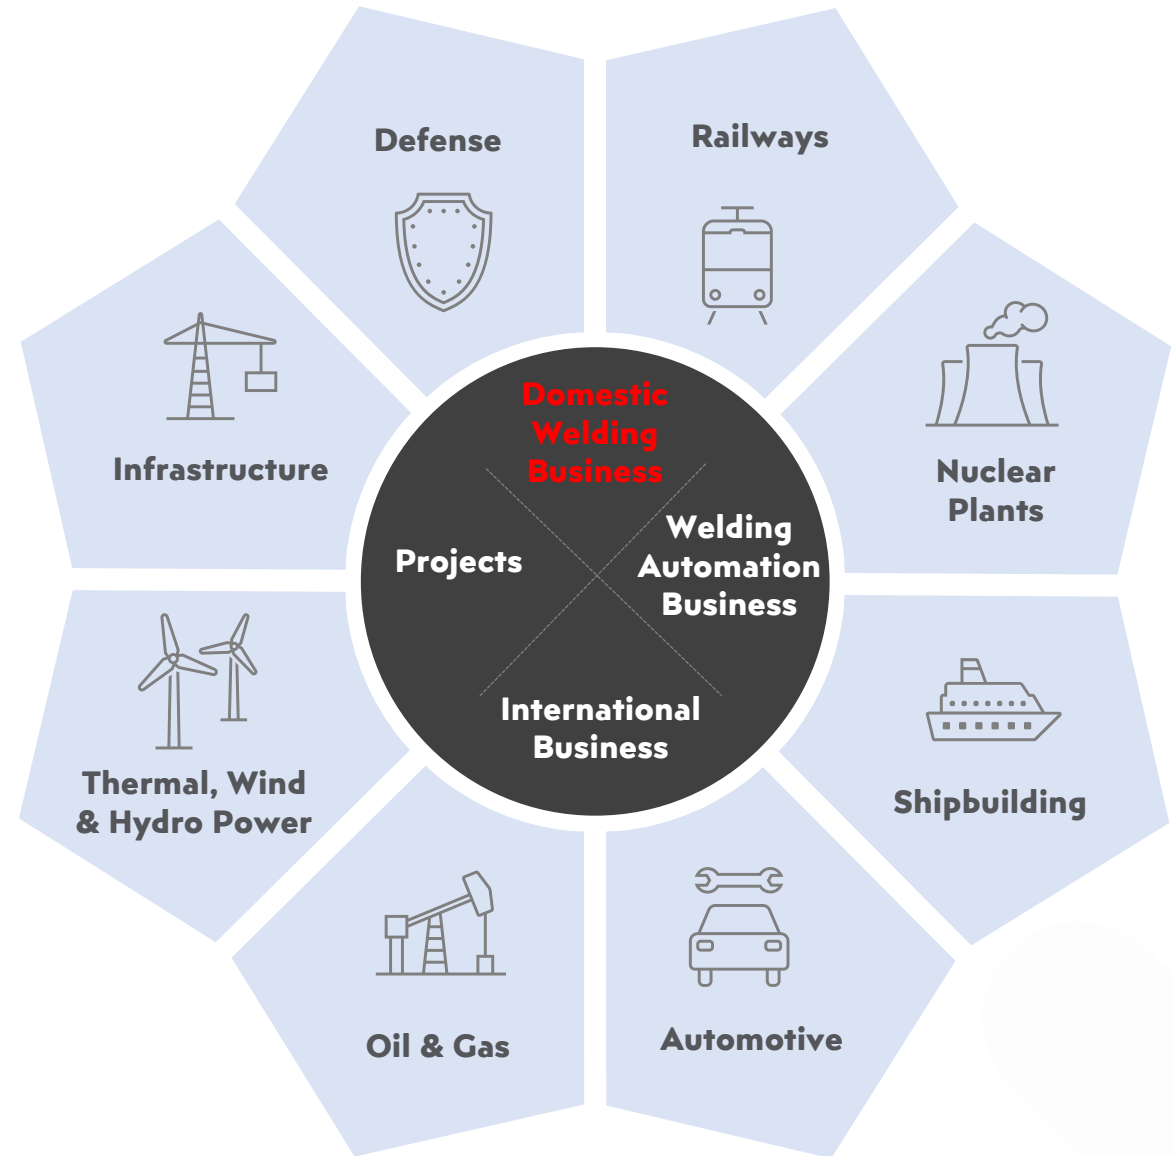 Defense
Railways
Infrastructure
Nuclear
Plants
Domestic
Welding
Business
Projects
Welding
Automation
Business
International
Business
Thermal, Wind
& Hydro Power
Shipbuilding
Oil & Gas
Automotive